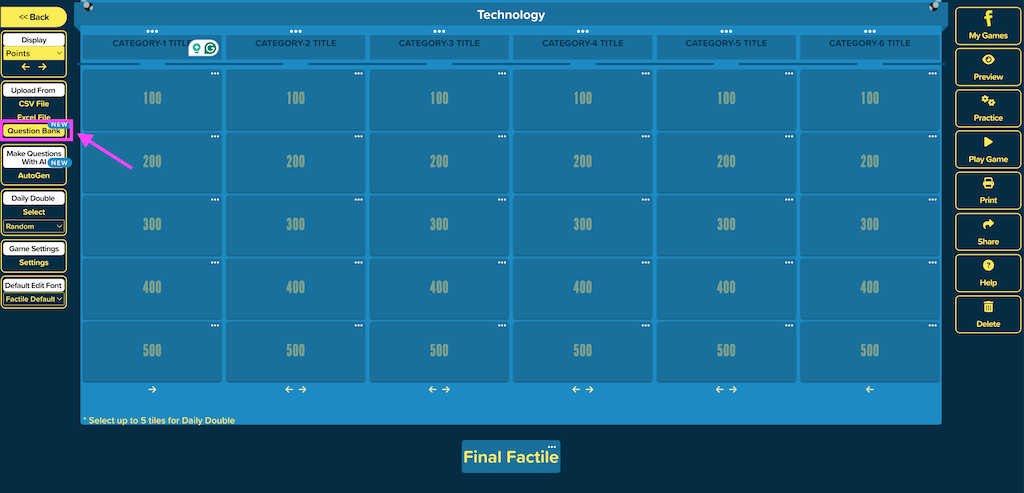 << Back
Display
Points
Upload From
CSV File
Excel File
NEW
Question Bank
Make Questions
With AI
NEW
AutoGen
Daily Double
Select
Random
Game Settings
Settings
Default Edit Font
Factile Default
Technology
CATEGORY-1 TITLE CATEGORY-2 TITLE CATEGORY-3 TITLE CATEGORY-4 TITLE CATEGORY-5 TITLE CATEGORY-6 TITLE
100 100 100 100 100 100
200 200 200 200 200 200
300 300 300 300 300 300
400 400 400 400 400 400
500 500 500 500 500 500
* Select up to 5 tiles for Daily Double
Final Factile
My Games
Preview
Practice
Play Game
Print
Share
Help
Delete